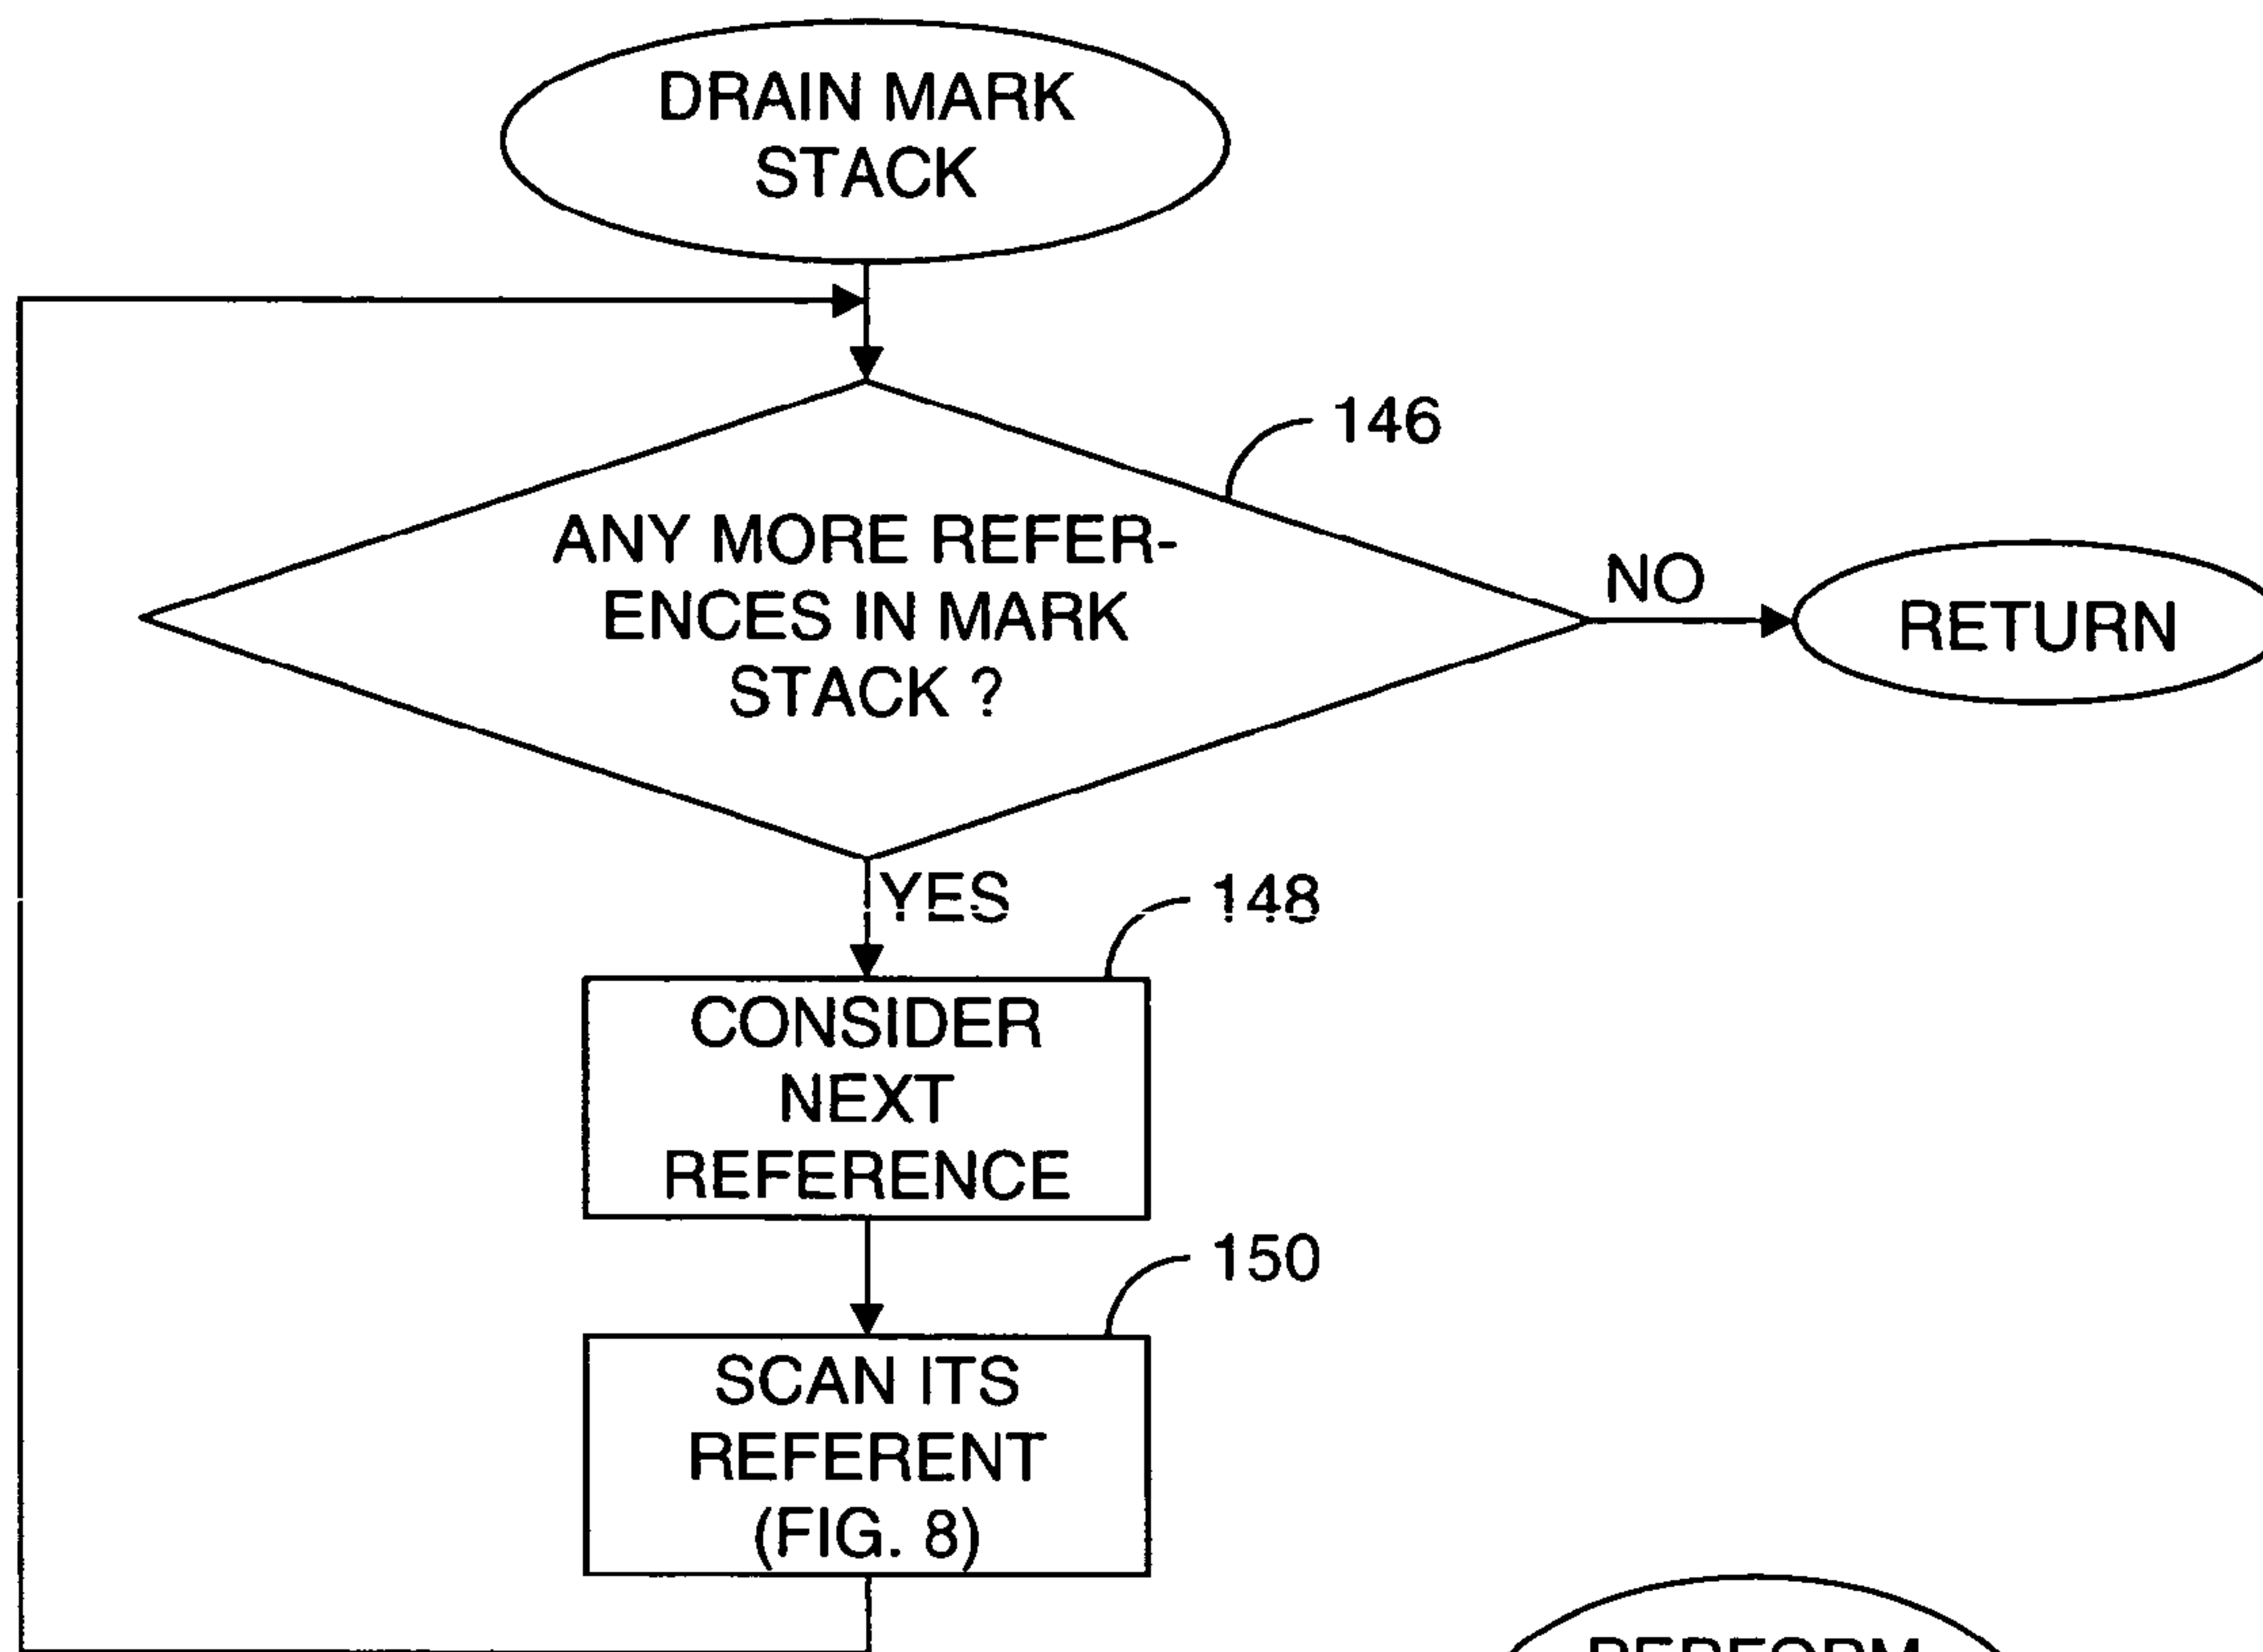 DRAIN MARK
STACK
146
ANY MORE REFER-
ENCES IN MARK
STACK ?
NO
RETURN
YES
148
CONSIDER
NEXT
REFERENCE
150
SCAN ITS
REFERENT
(FIG. 8)
PERFORM